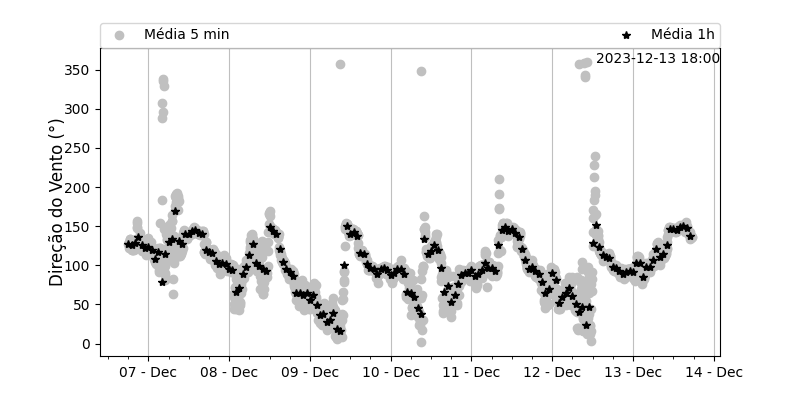 Média 5 min
Média 1h
2023-12-13 18:00
Direção do Vento (°)
350
300
250
200
150
100
50
0
07 - Dec
08 - Dec
09 - Dec
10 - Dec
11 - Dec
12 - Dec
13 - Dec
14 - Dec